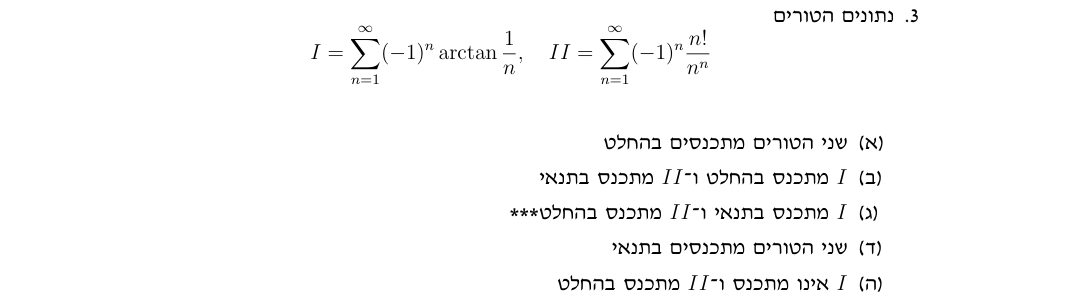 3. נתונים הטורים
I = \sum_{n=1}^{\infty} (-1)^n \arctan \frac{1}{n}, II = \sum_{n=1}^{\infty} (-1)^n \frac{n!}{n^n}
(א) שני הטורים מתכנסים בהחלט
(ב) I מתכנס בהחלט ו־II מתכנס בתנאי
(ג) I מתכנס בתנאי ו־II מתכנס בהחלט***
(ד) שני הטורים מתכנסים בתנאי
(ה) I אינו מתכנס ו־II מתכנס בהחלט